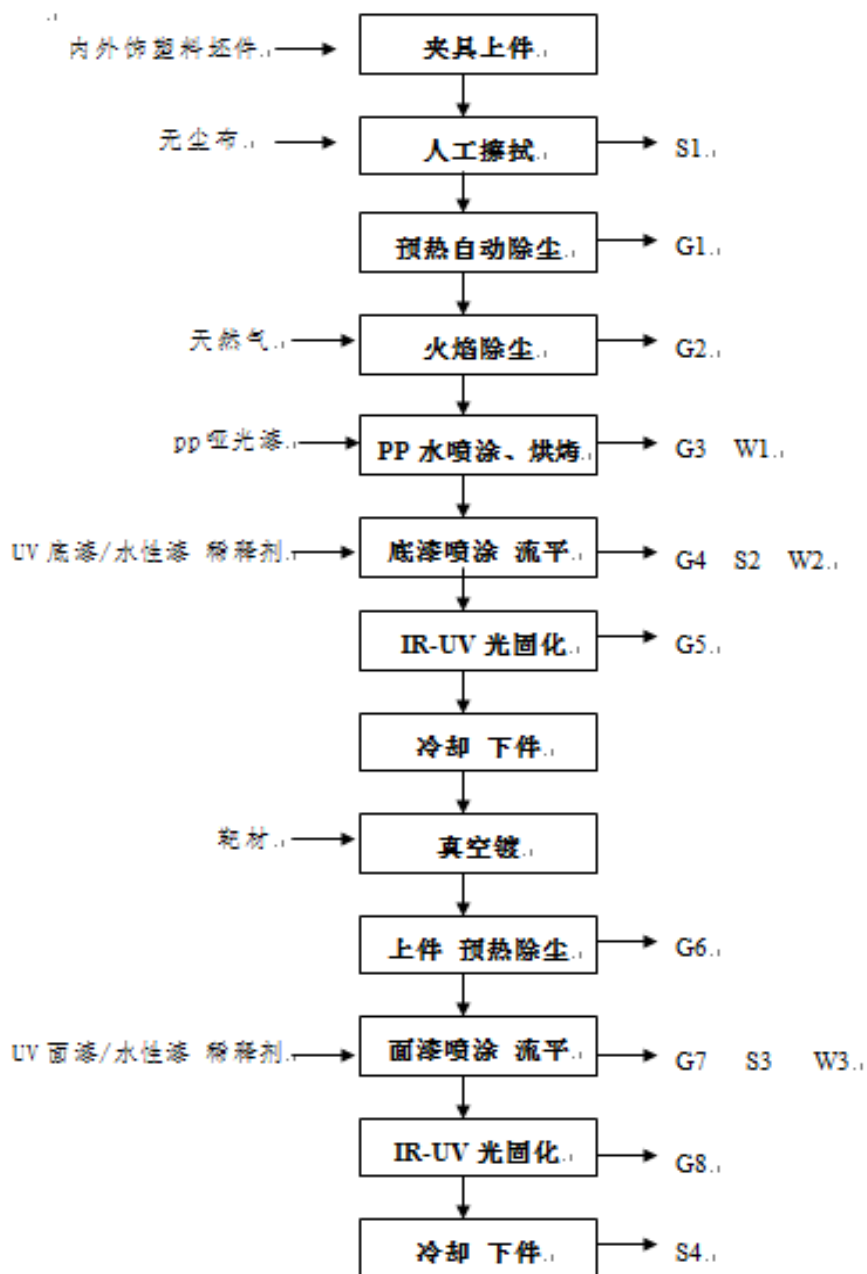 内外饰塑料坯件 夹具上件
无尘布 人工擦拭 S1
预热自动除尘 G1
天然气 火焰除尘 G2
pp哑光漆 PP 水喷涂、烘烤 G3 W1
UV 底漆/水性漆 稀释剂 底漆喷涂 流平 G4 S2 W2
IR-UV 光固化 G5
冷却 下件
靶材 真空镀
上件 预热除尘 G6
UV 面漆/水性漆 稀释剂 面漆喷涂 流平 G7 S3 W3
IR-UV 光固化 G8
冷却 下件 S4